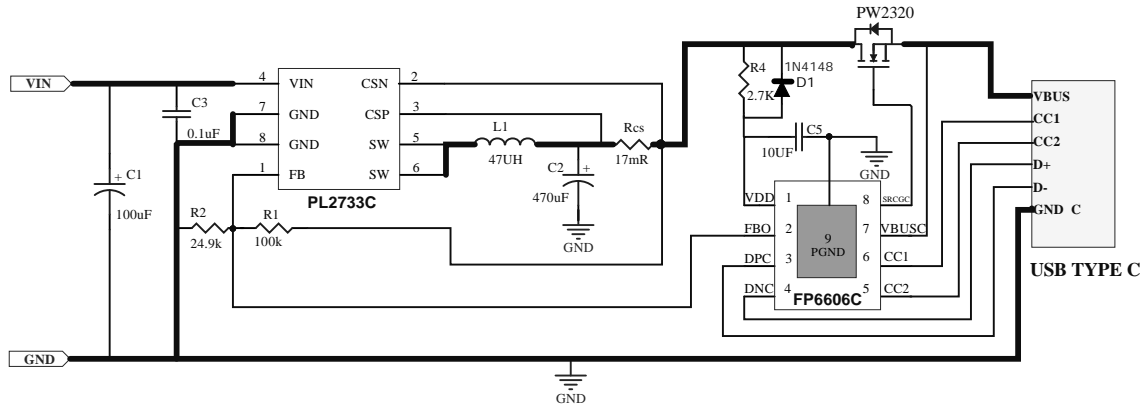 PW2320
VIN
4
VIN
CSN
2
C3
0.1uF
7
GND
CSP
3
8
GND
SW
5
1
FB
SW
6
PL2733C
C1
+
100uF
R2
24.9k
R1
100k
L1
47UH
C2
+
470uF
GND
Rcs
17mR
R4
2.7K
1N4148
D1
C5
10UF
GND
VDD
1
8
SRCGC
FBO
2
7
VBUSC
DPC
3
6
CC1
DNC
4
5
CC2
9
PGND
FP6606C
VBUS
CC1
CC2
D+
D-
GND C
USB TYPE C
GND
GND